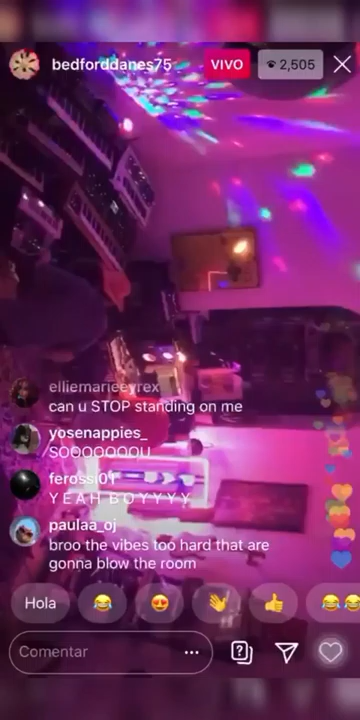 bedforddanes75 VIVO 2,505
elliemarieeyrex
can u STOP standing on me
yosenappies_
SOOOOOOOU
ferossi01
Y E A H B O Y Y Y Y
paulaa_oj
broo the vibes too hard that are
gonna blow the room
Hola
Comentar